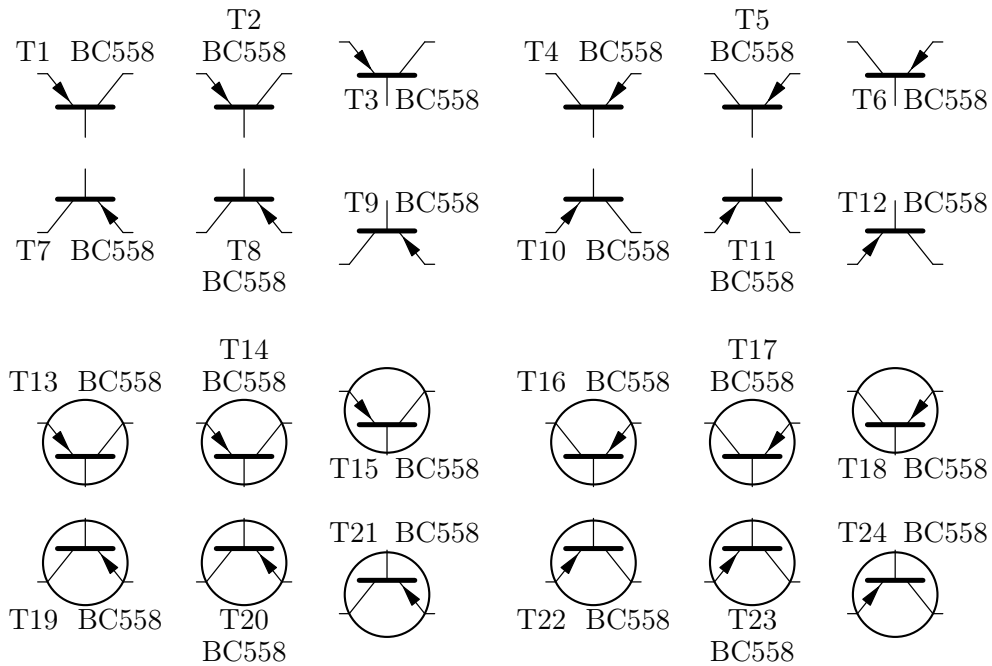 T2
T5
T1 BC558
BC558
T4 BC558
BC558
T3 BC558
T6 BC558
T9 BC558
T12 BC558
T7 BC558
T8
BC558
T10 BC558
T11
BC558
T14
T17
T13 BC558
BC558
T16 BC558
BC558
T15 BC558
T18 BC558
T21 BC558
T24 BC558
T19 BC558
T20
BC558
T22 BC558
T23
BC558